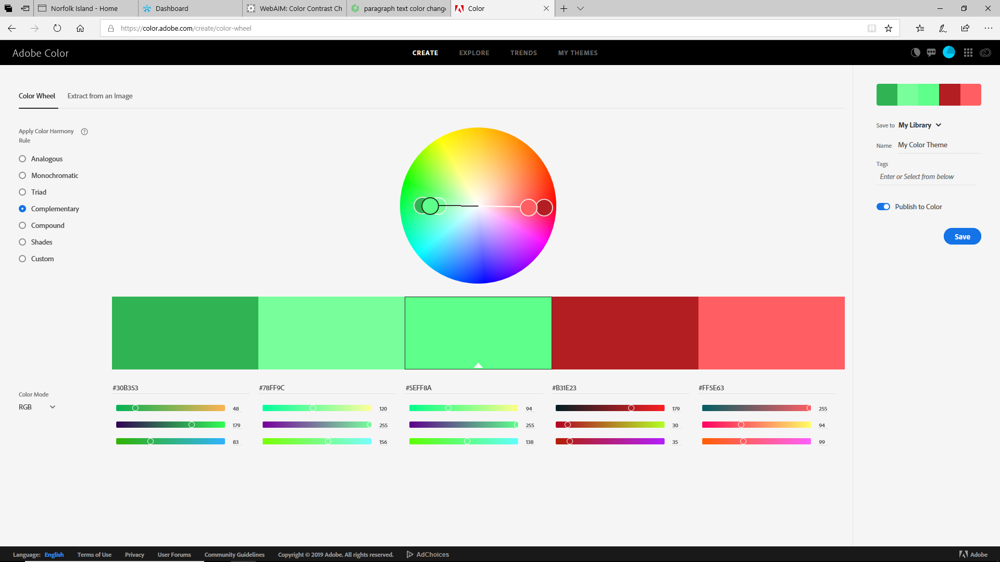 Norfolk Island - Home
Dashboard
WebAIM: Color Contrast Ch
paragraph text color change
Color
https://color.adobe.com/create/color-wheel
Adobe Color
CREATE
EXPLORE
TRENDS
MY THEMES
Color Wheel
Extract from an Image
Apply Color Harmony
Rule
?
Analogous
Monochromatic
Triad
Complementary
Compound
Shades
Custom
Save to My Library
Name My Color Theme
Tags
Enter or Select from below
Publish to Color
Save
Color Mode
RGB
#30B353
#78FF9C
#5EFF8A
#B31E23
#FF5E63
48
120
94
179
255
179
255
255
30
94
83
156
138
35
99
Language: English
Terms of Use
Privacy
User Forums
Community Guidelines
Copyright © 2019 Adobe. All rights reserved.
AdChoices
Adobe